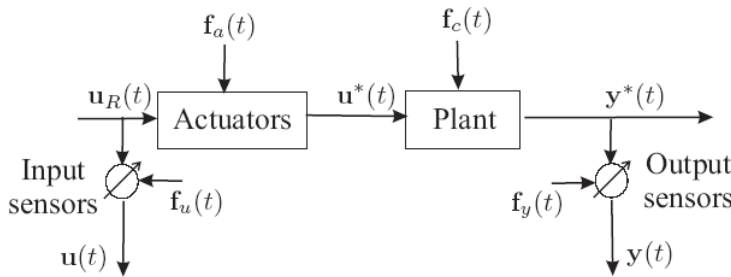 f_a(t)
f_c(t)
u_R(t)
Actuators
u*(t)
Plant
y*(t)
Input
sensors
f_u(t)
f_y(t)
Output
sensors
u(t)
y(t)